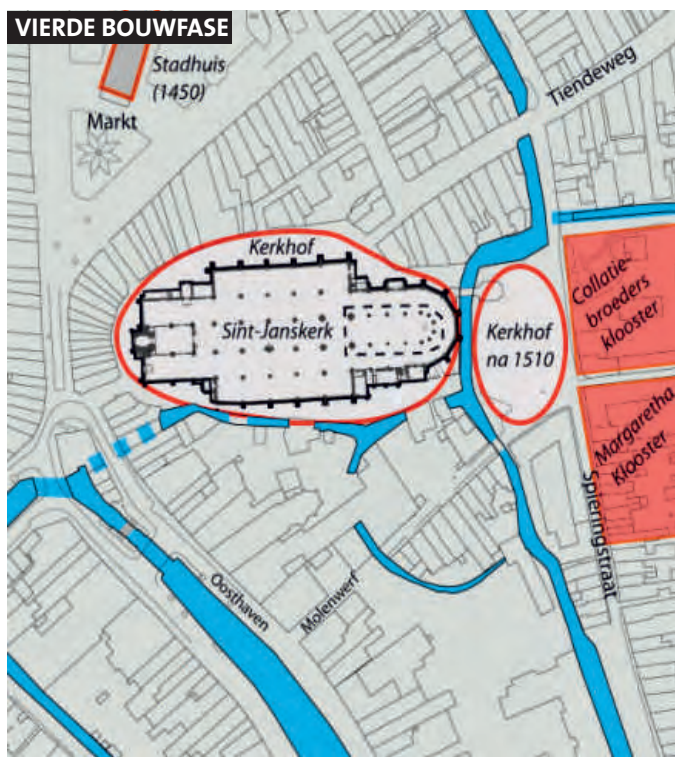 VIERDE BOUWFASE
Stadhuis
(1450)
Markt
Tiendeweg
Kerkhof
Sint-Janskerk
Kerkhof
na 1510
Collatie-
broeders
klooster
Margaretha
Klooster
Spieringstraat
Oosthaven
Molenwerf